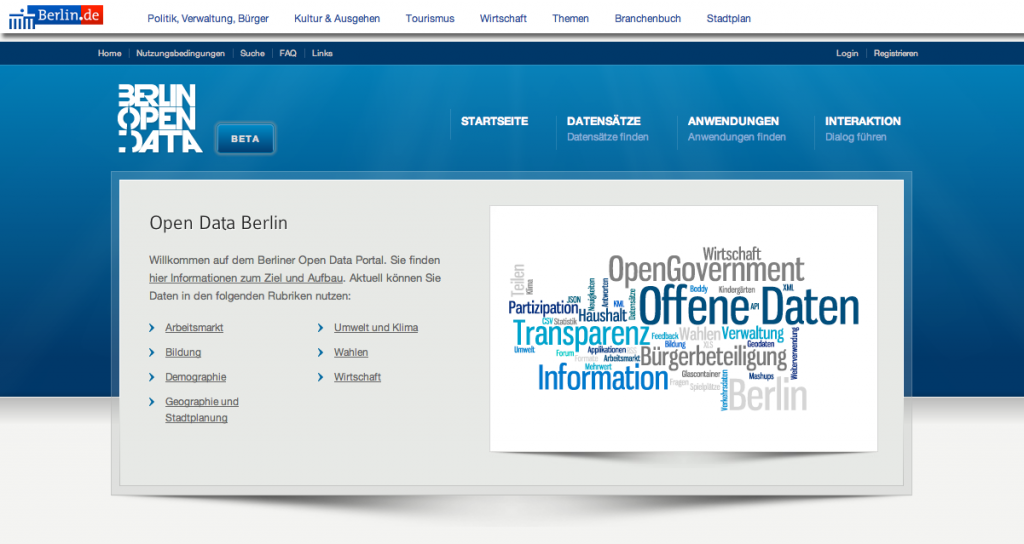 Berlin.de
Politik, Verwaltung, Bürger Kultur & Ausgehen Tourismus Wirtschaft Themen Branchenbuch Stadtplan
Home Nutzungsbedingungen Suche FAQ Links Login Registrieren
BERLIN
OPEN
DATA
BETA
STARTSEITE DATENSÄTZE ANWENDUNGEN INTERAKTION
Datensätze finden Anwendungen finden Dialog führen
Open Data Berlin
Willkommen auf dem Berliner Open Data Portal. Sie finden
hier Informationen zum Ziel und Aufbau. Aktuell können Sie
Daten in den folgenden Rubriken nutzen:
Arbeitsmarkt Umwelt und Klima
Bildung Wahlen
Demographie Wirtschaft
Geographie und
Stadtplanung
Wirtschaft
Teilen
Klima
OpenGovernment
Neuigkeiten
Antworten
Datensätze
Boddy
Kindergärten
XML
JSON
KML
Partizipation
Haushalt
Offene Daten
API
CSV
Statistik
Transparenz
Feedback
Wahlen
Verwaltung
Umwelt
Forum
Applikationen
Bildung
XLS
Geodaten
Weiterverwendung
Formate
Arbeitsmarkt
Bürgerbeteiligung
Mehrwert
Information
Glascontainer
Mashups
Fragen
Spielplätze
Verkehrsdaten
Berlin